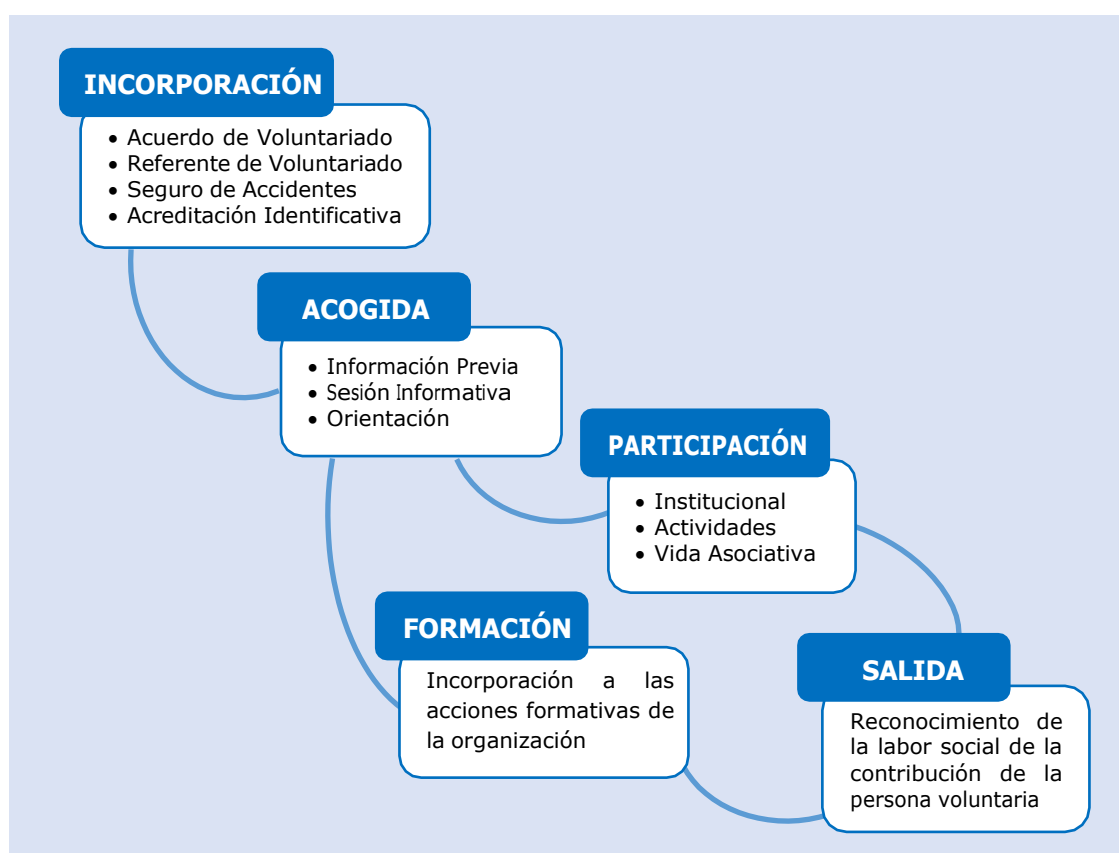 INCORPORACIÓN
• Acuerdo de Voluntariado
• Referente de Voluntariado
• Seguro de Accidentes
• Acreditación Identificativa
ACOGIDA
• Información Previa
• Sesión Informativa
• Orientación
PARTICIPACIÓN
• Institucional
• Actividades
• Vida Asociativa
FORMACIÓN
Incorporación a las
acciones formativas de
la organización
SALIDA
Reconocimiento de
la labor social de la
contribución de la
persona voluntaria